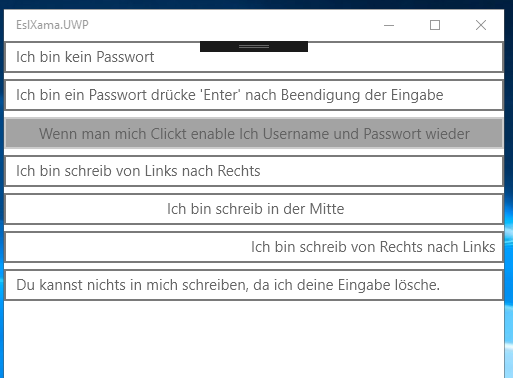 EslXama.UWP
Ich bin kein Passwort
Ich bin ein Passwort drücke 'Enter' nach Beendigung der Eingabe
Wenn man mich Clickt enable Ich Username und Passwort wieder
Ich bin schreib von Links nach Rechts
Ich bin schreib in der Mitte
Ich bin schreib von Rechts nach Links
Du kannst nichts in mich schreiben, da ich deine Eingabe lösche.